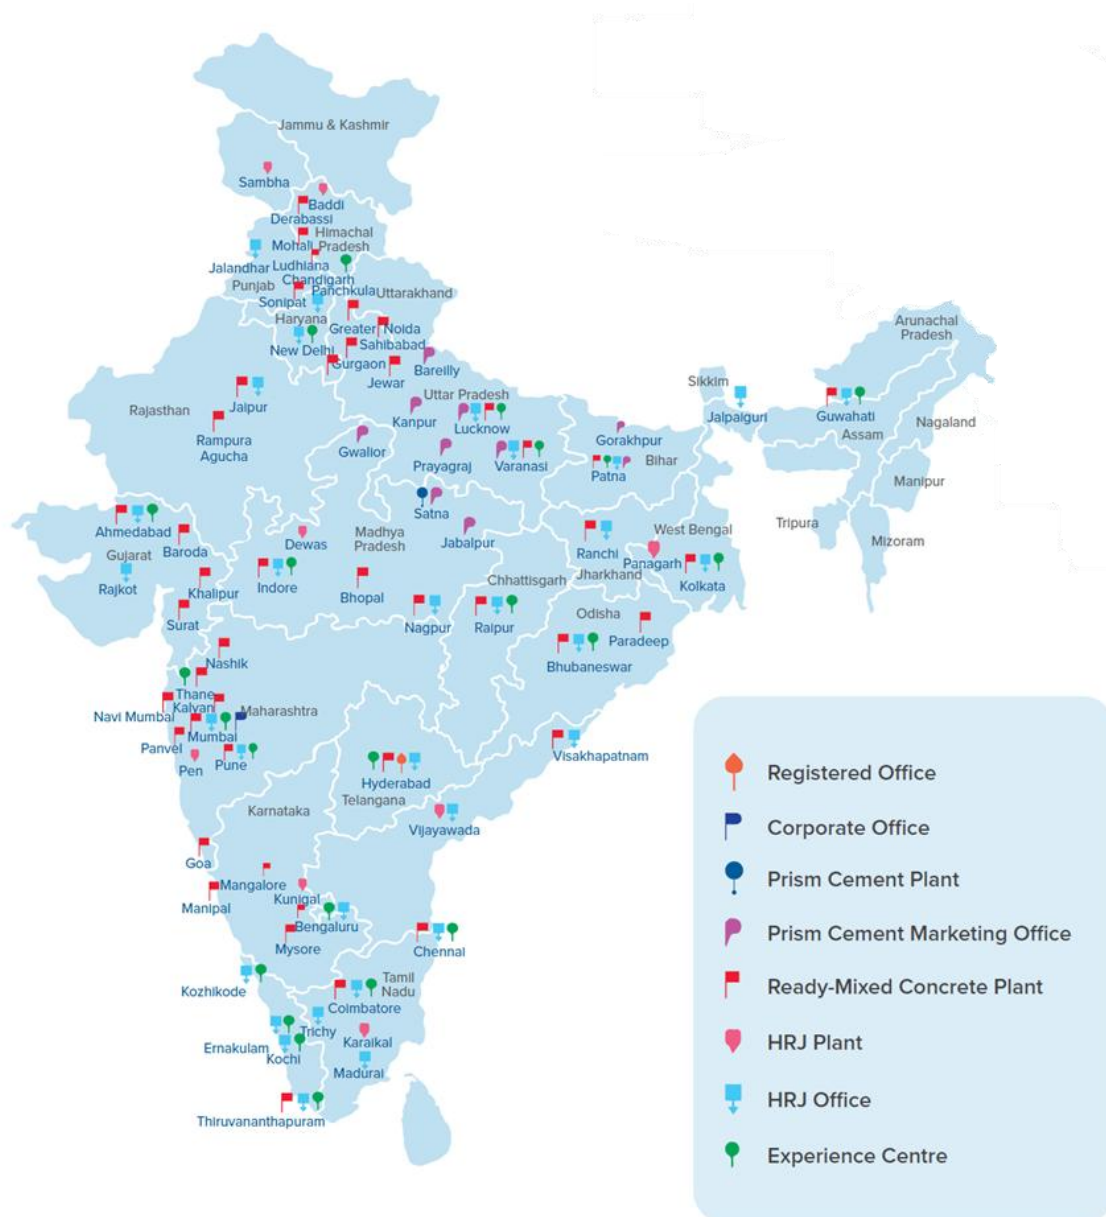 Jammu & Kashmir
Sambha
Baddi
Derabassi
Himachal
Pradesh
Mohali
Jalandhar
Ludhiana
Chandigarh
Punjab
Panchkula
Uttarakhand
Sonipat
Haryana
Greater Noida
New Delhi
Sahibabad
Gurgaon
Bareilly
Jewar
Arunachal
Pradesh
Sikkim
Jalpaiguri
Guwahati
Nagaland
Assam
Manipur
Tripura
Mizoram
Rajasthan
Jaipur
Rampura
Agucha
Uttar Pradesh
Kanpur
Lucknow
Gorakhpur
Gwalior
Prayagraj
Varanasi
Bihar
Patna
Satna
Ahmedabad
Baroda
Gujarat
Rajkot
Khalipur
Surat
Dewas
Madhya
Pradesh
Jabalpur
Indore
Bhopal
Ranchi
West Bengal
Panagarh
Jharkhand
Kolkata
Chhattisgarh
Nagpur
Raipur
Odisha
Paradeep
Bhubaneswar
Nashik
Thane
Kalyan
Navi Mumbai
Maharashtra
Mumbai
Panvel
Pen
Pune
Visakhapatnam
Hyderabad
Telangana
Karnataka
Vijayawada
Goa
Mangalore
Manipal
Kunigal
Bengaluru
Mysore
Chennai
Kozhikode
Tamil
Nadu
Coimbatore
Trichy
Ernakulam
Kochi
Karaikal
Madurai
Thiruvananthapuram
Registered Office
Corporate Office
Prism Cement Plant
Prism Cement Marketing Office
Ready-Mixed Concrete Plant
HRJ Plant
HRJ Office
Experience Centre